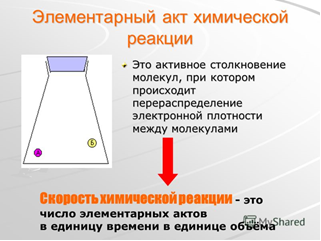 Элементарный акт химической
реакции
Это активное столкновение
молекул, при котором
происходит
перераспределение
электронной плотности
между молекулами
А
Б
Скорость химической реакции - это
число элементарных актов
в единицу времени в единице объема
MyShared